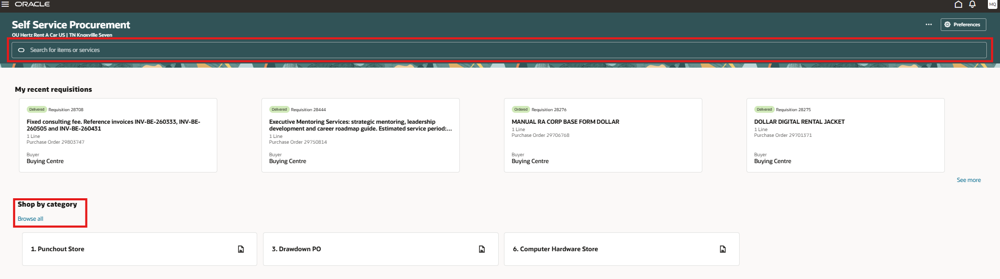 ORACLE
MQ
Self Service Procurement
Preferences
OU Hertz Rent A Car US | TN Knoxville Seven
Search for items or services
My recent requisitions
Delivered Requisition 28708
Fixed consulting fee. Reference invoices INV-BE-260333, INV-BE-
260505 and INV-BE-260431
1 Line
Purchase Order 29803747
Buyer
Buying Centre
Delivered Requisition 28444
Executive Mentoring Services: strategic mentoring, leadership
development and career roadmap guide. Estimated service period:...
1 Line
Purchase Order 29750814
Buyer
Buying Centre
Ordered Requisition 28276
MANUAL RA CORP BASE FORM DOLLAR
1 Line
Purchase Order 29706768
Buyer
Buying Centre
Delivered Requisition 28275
DOLLAR DIGITAL RENTAL JACKET
1 Line
Purchase Order 29701371
Buyer
Buying Centre
See more
Shop by category
Browse all
1. Punchout Store
3. Drawdown PO
6. Computer Hardware Store